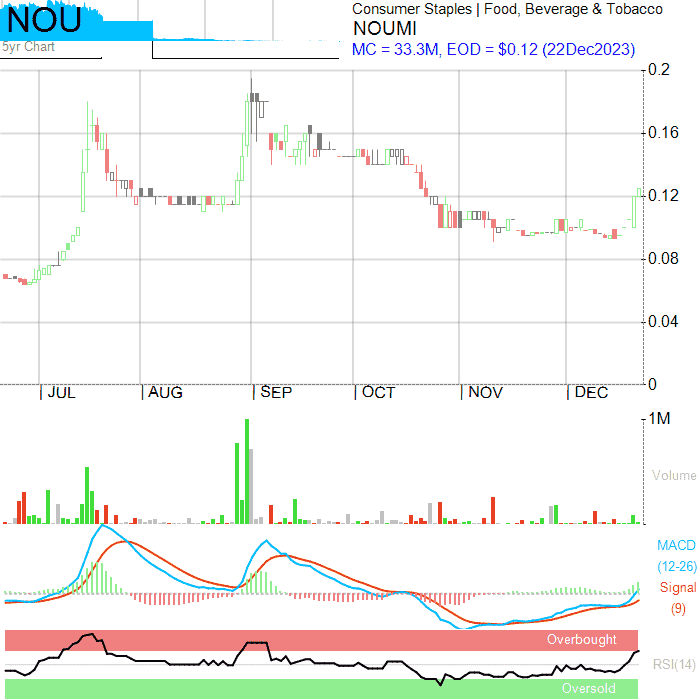 NOU
5yr Chart
Consumer Staples | Food, Beverage & Tobacco
NOUMI
MC = 33.3M, EOD = $0.12 (22Dec2023)
0.2
0.16
0.12
0.08
0.04
0
| JUL | AUG | SEP | OCT | NOV | DEC
1M
Volume
MACD
(12-26)
Signal
(9)
Overbought
RSI(14)
Oversold